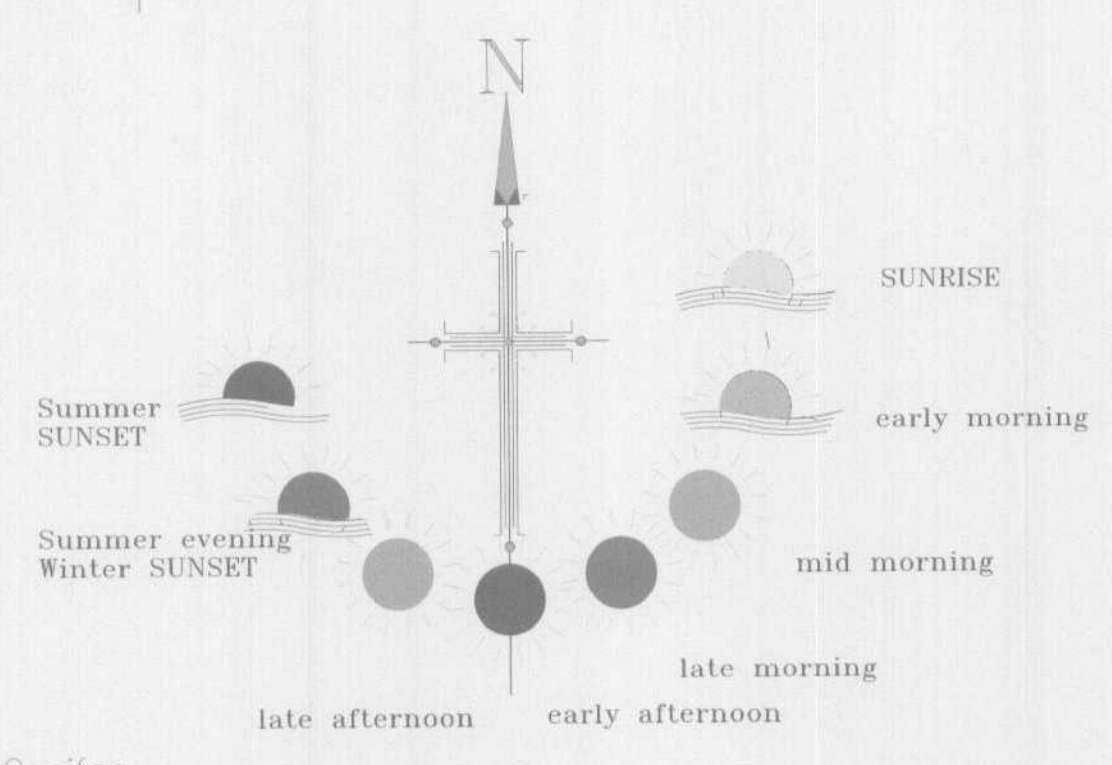 N
SUNRISE
Summer
SUNSET
early morning
Summer evening
Winter SUNSET
mid morning
late morning
late afternoon
early afternoon